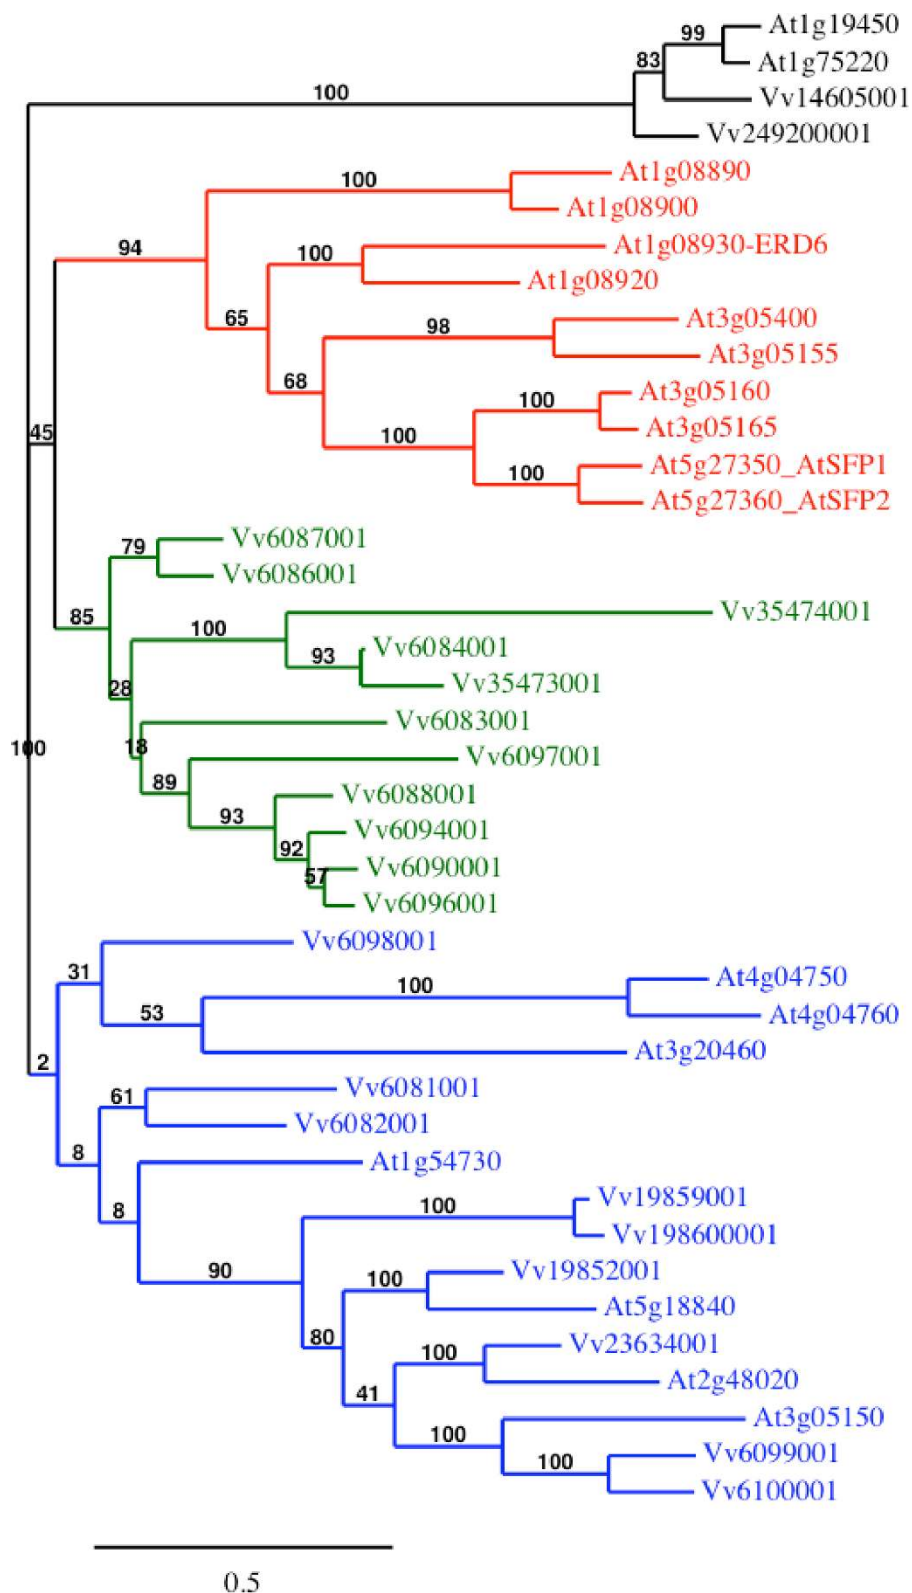 At1g19450
99
83
At1g75220
100
Vv14605001
Vv249200001
At1g08890
100
At1g08900
94
At1g08930-ERD6
100
At1g08920
65
At3g05400
98
At3g05155
68
At3g05160
100
At3g05165
45
100
At5g27350_AtSFP1
100
At5g27360_AtSFP2
Vv6087001
79
Vv6086001
85
Vv35474001
100
Vv6084001
93
Vv35473001
28
Vv6083001
100
18
Vv6097001
89
Vv6088001
93
Vv6094001
92
Vv6090001
57
Vv6096001
Vv6098001
31
At4g04750
100
At4g04760
53
At3g20460
2
Vv6081001
61
Vv6082001
8
At1g54730
8
Vv19859001
100
Vv198600001
90
Vv19852001
100
At5g18840
80
Vv23634001
100
At2g48020
41
At3g05150
100
Vv6099001
100
Vv6100001
0.5